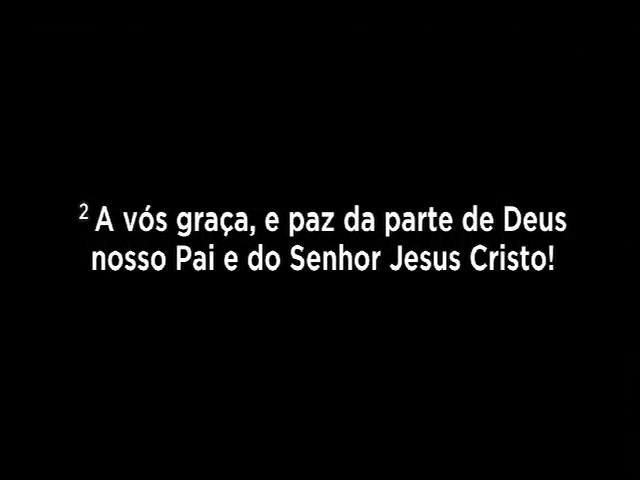 ² A vós graça, e paz da parte de Deus
nosso Pai e do Senhor Jesus Cristo!